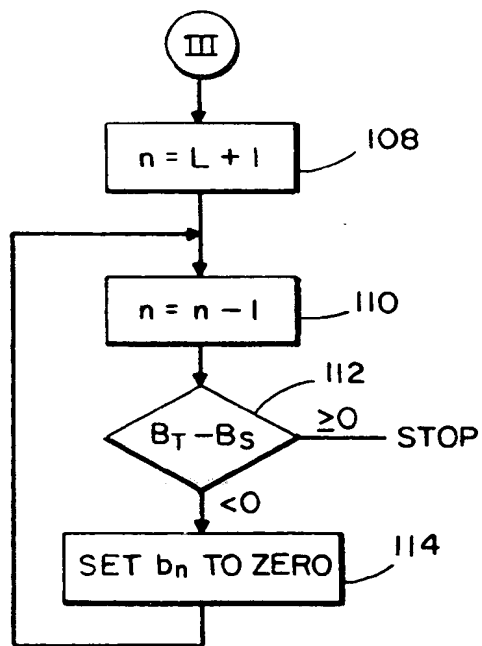 III
n = L + 1
108
n = n - 1
110
112
B_T - B_S
≥0
STOP
<0
SET b_n TO ZERO
114